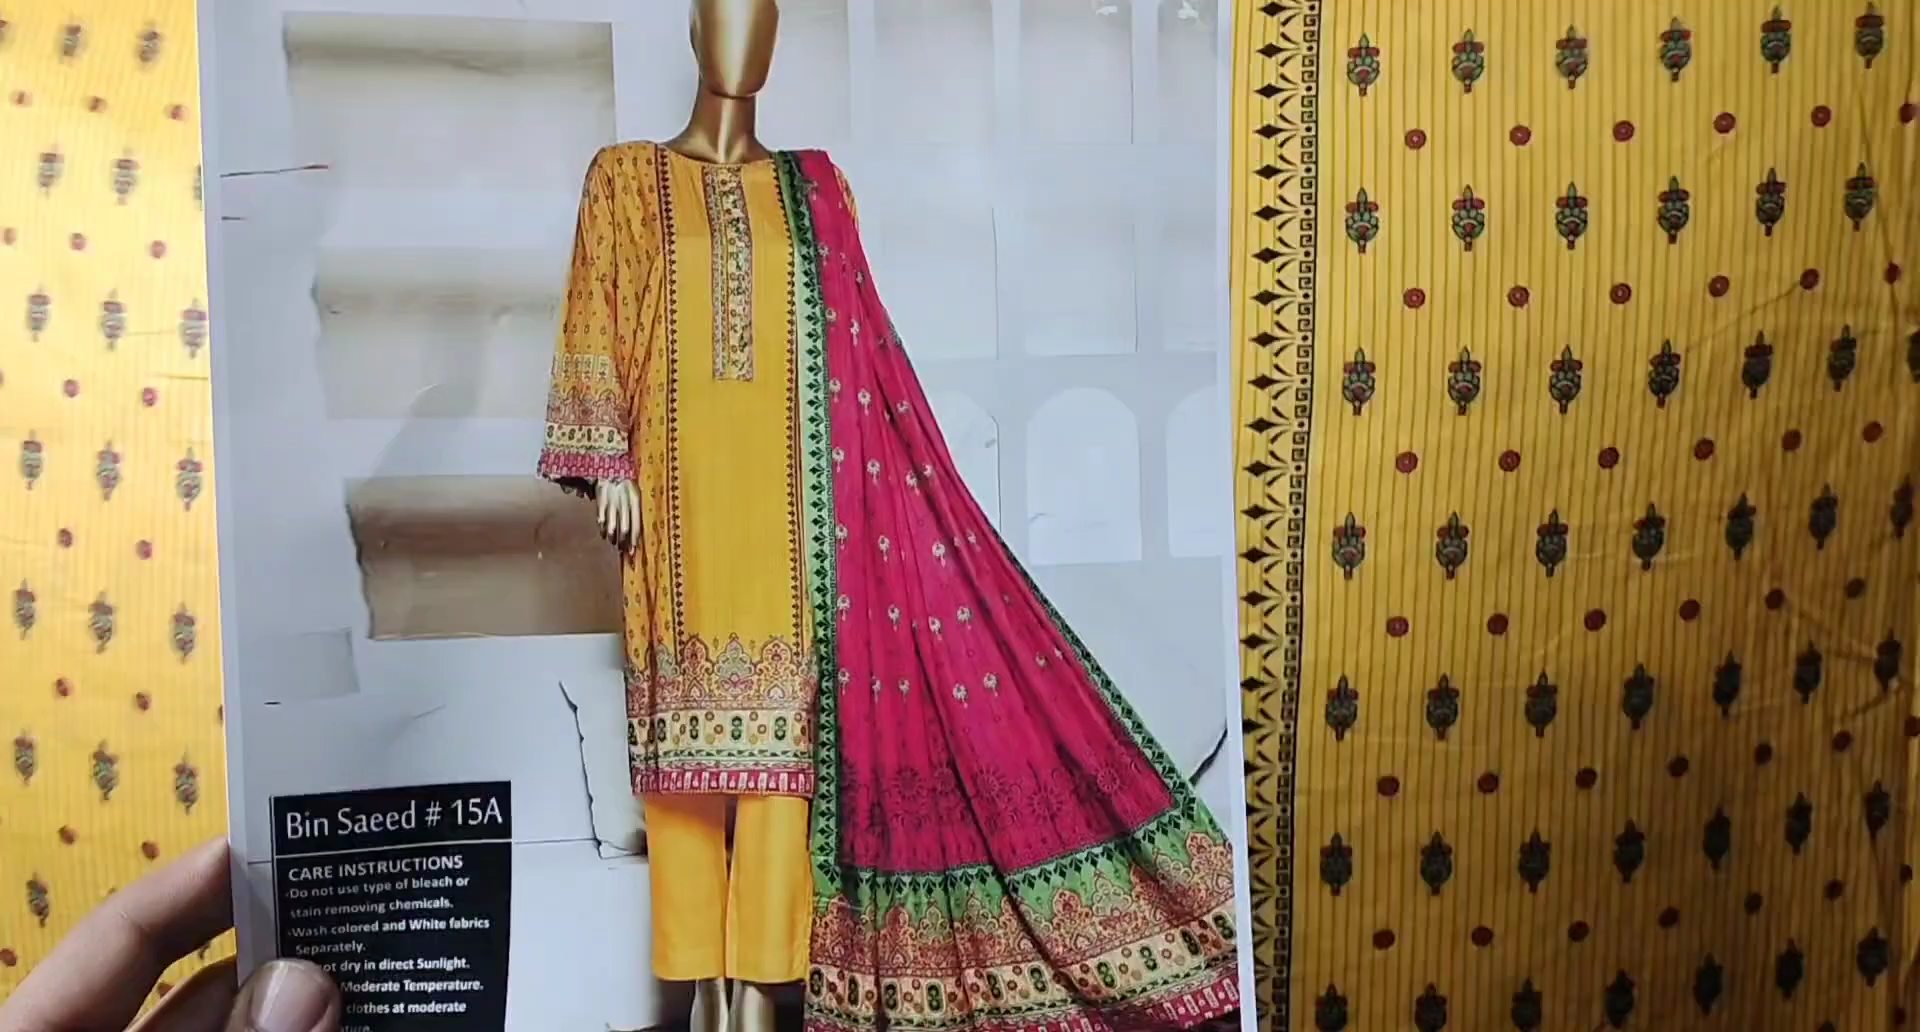 Bin Saeed # 15A
CARE INSTRUCTIONS
-Do not use type of bleach or
stain removing chemicals.
-Wash colored and White fabrics
Separately.
dry in direct Sunlight.
Moderate Temperature.
clothes at moderate